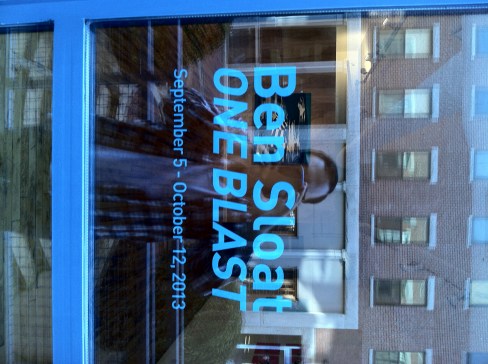 Ben Sloat
ONE BLAST
September 5 - October 12, 2013